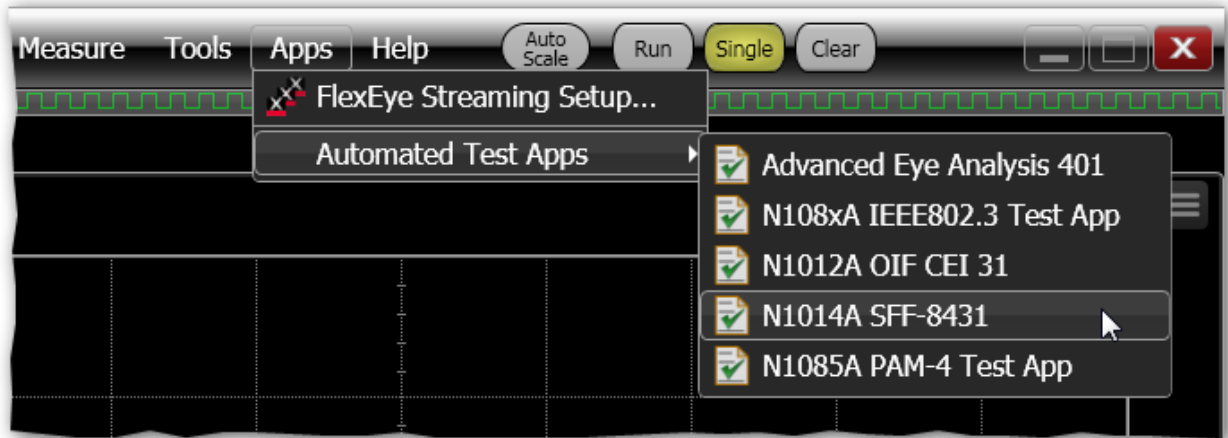 Measure Tools Apps Help Auto Scale Run Single Clear
FlexEye Streaming Setup...
Automated Test Apps
Advanced Eye Analysis 401
N108xA IEEE802.3 Test App
N1012A OIF CEI 31
N1014A SFF-8431
N1085A PAM-4 Test App